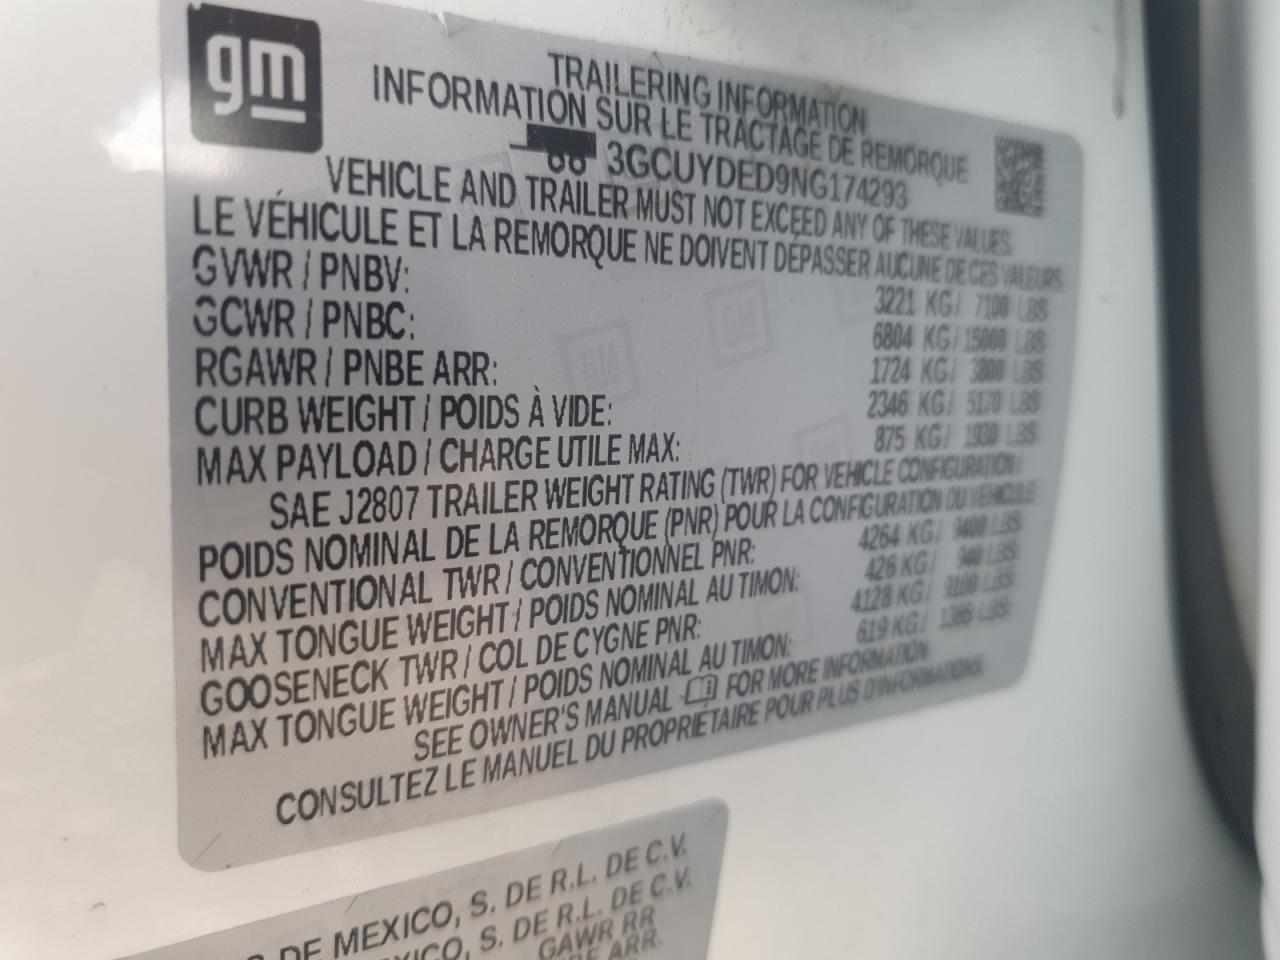 gm
TRAILERING INFORMATION
INFORMATION SUR LE TRACTAGE DE REMORQUE
3GCUYDED9NG174293
VEHICLE AND TRAILER MUST NOT EXCEED ANY OF THESE VALUES
LE VÉHICULE ET LA REMORQUE NE DOIVENT DÉPASSER AUCUNE DE CES VALEURS
GVWR / PNBV: 3221 KG/ 7100 LBS
GCWR / PNBC: 6804 KG/ 15000 LBS
RGAWR / PNBE ARR: 1724 KG/ 3800 LBS
CURB WEIGHT / POIDS À VIDE: 2346 KG/ 5170 LBS
MAX PAYLOAD / CHARGE UTILE MAX: 875 KG/ 1930 LBS
SAE J2807 TRAILER WEIGHT RATING (TWR) FOR VEHICLE CONFIGURATION /
POIDS NOMINAL DE LA REMORQUE (PNR) POUR LA CONFIGURATION DU VÉHICULE
CONVENTIONAL TWR / CONVENTIONNEL PNR: 4264 KG/ 9400 LBS
MAX TONGUE WEIGHT / POIDS NOMINAL AU TIMON: 426 KG/ 940 LBS
GOOSENECK TWR / COL DE CYGNE PNR: 4128 KG/ 9100 LBS
MAX TONGUE WEIGHT / POIDS NOMINAL AU TIMON: 619 KG/ 1365 LBS
SEE OWNER'S MANUAL FOR MORE INFORMATION
CONSULTEZ LE MANUEL DU PROPRIÉTAIRE POUR PLUS D'INFORMATIONS
DE MEXICO, S. DE R.L. DE C.V.
XICO, S. DE R.L. DE C.V.
GAWR RR
ARR.